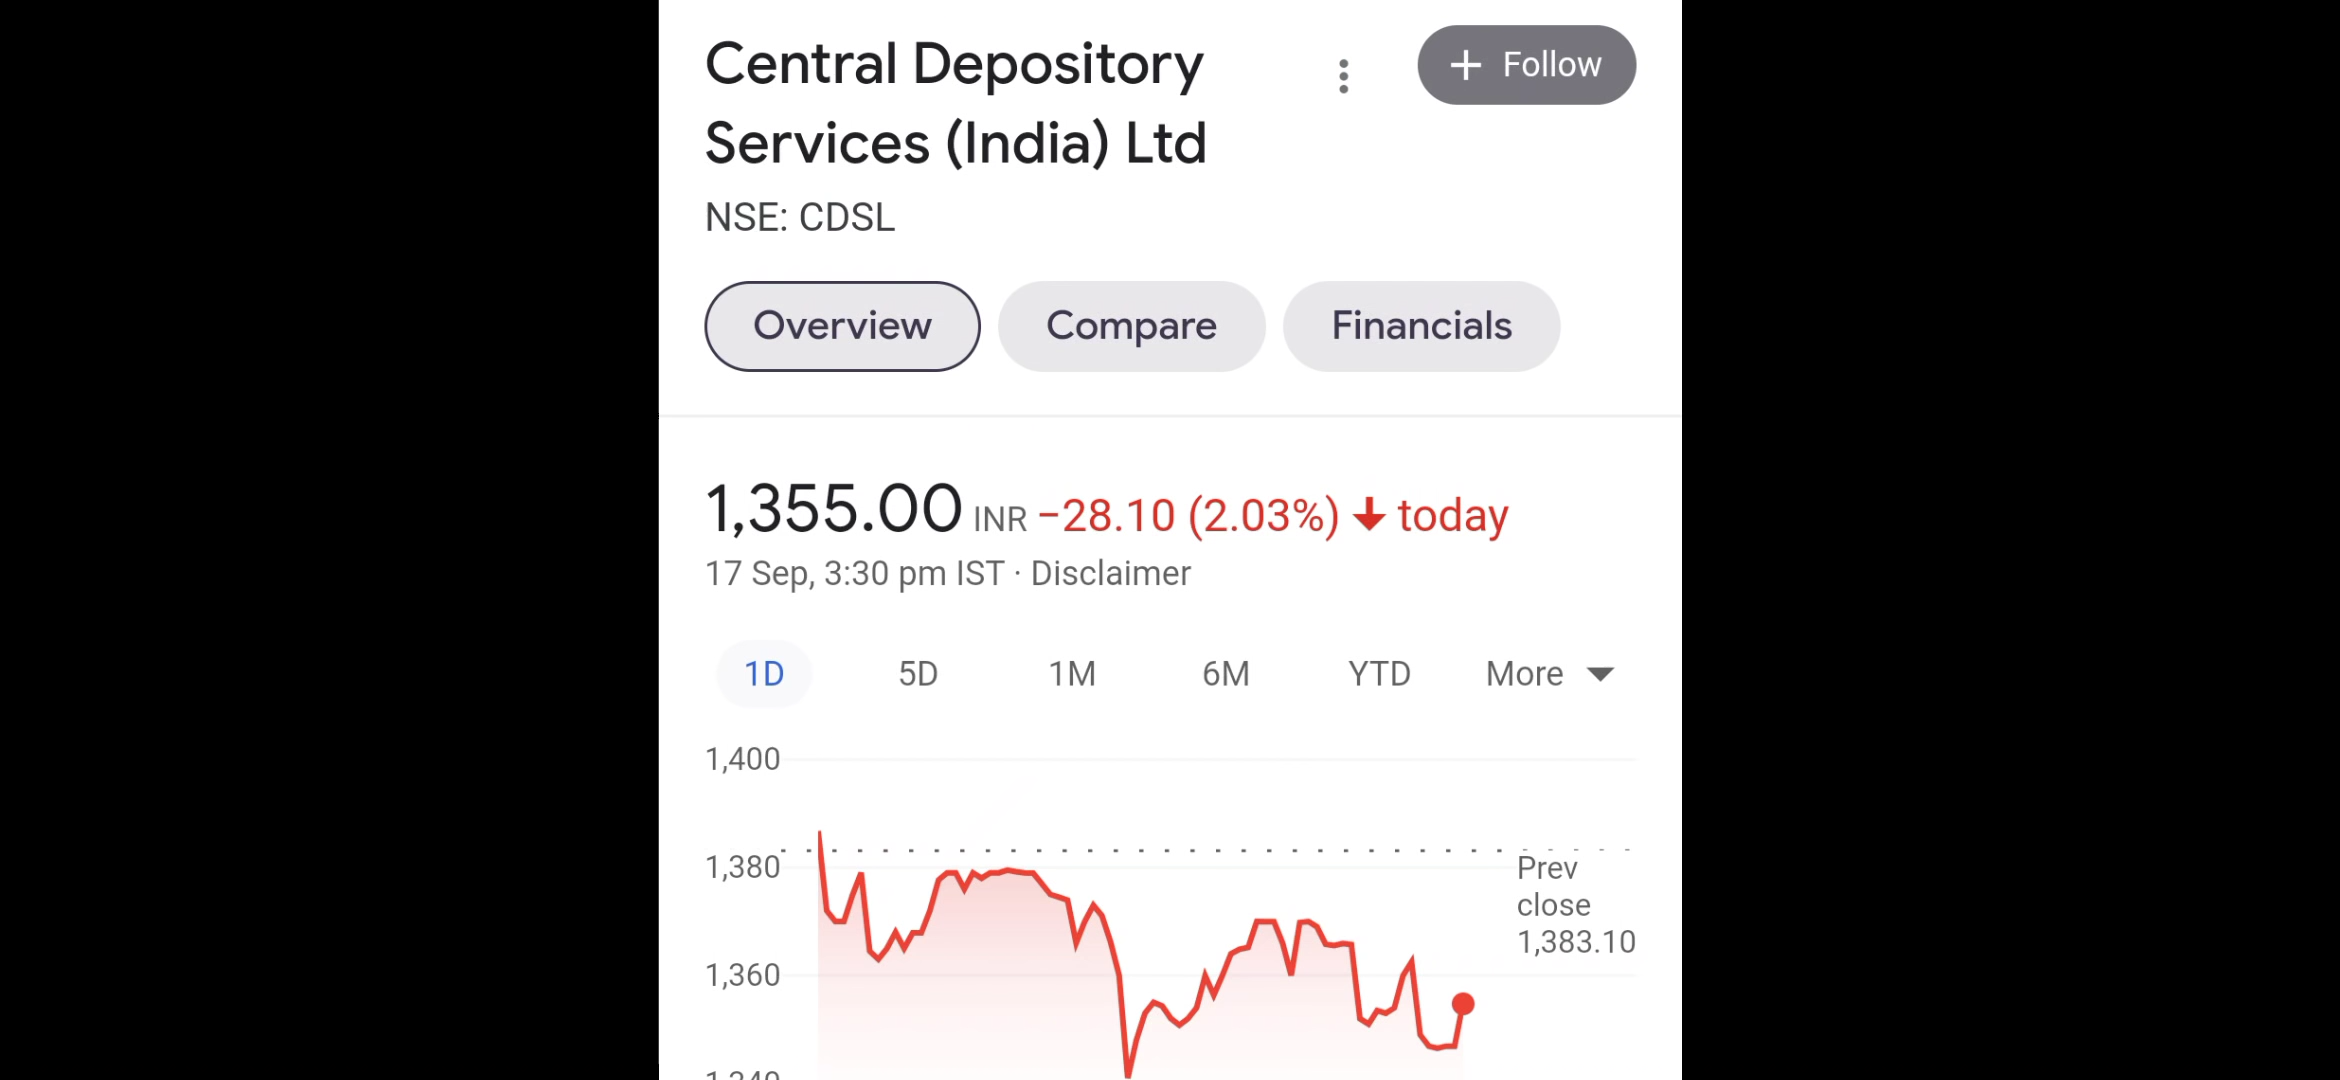 Central Depository
Services (India) Ltd
+ Follow
NSE: CDSL
Overview Compare Financials
1,355.00 INR −28.10 (2.03%) ↓ today
17 Sep, 3:30 pm IST · Disclaimer
1D 5D 1M 6M YTD More
1,400
1,380
Prev
close
1,383.10
1,360
1,340